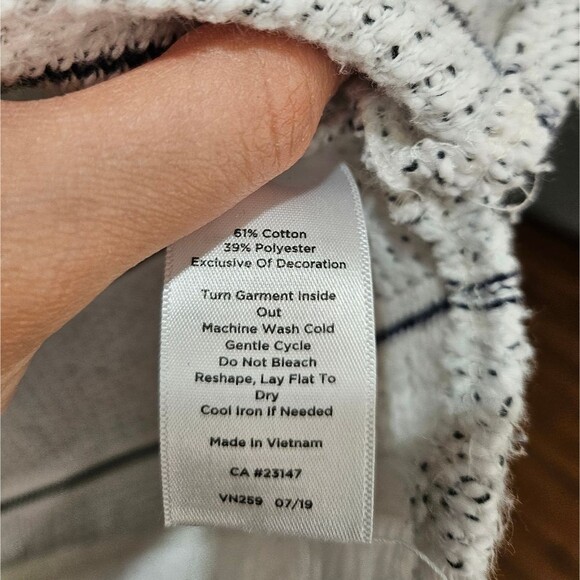 61% Cotton
39% Polyester
Exclusive Of Decoration
Turn Garment Inside
Out
Machine Wash Cold
Gentle Cycle
Do Not Bleach
Reshape, Lay Flat To
Dry
Cool Iron If Needed
Made In Vietnam
CA #23147
VN259 07/19